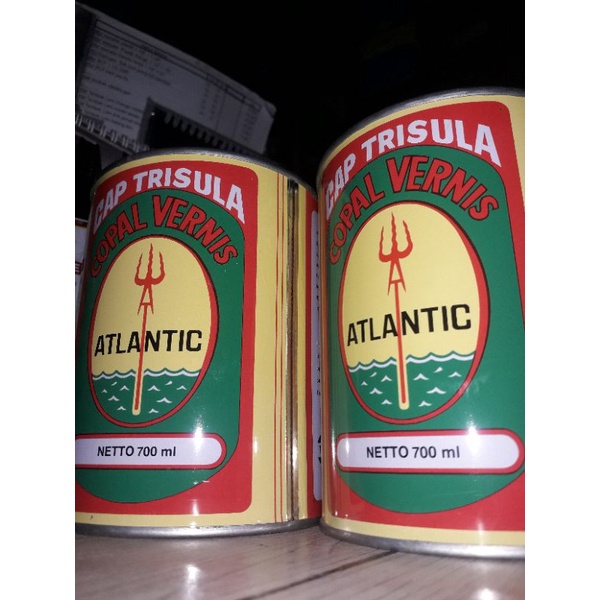 CAP TRISULA
COPAL VERNIS
ATLANTIC
NETTO 700 ml
CAP TRISULA
COPAL VERNIS
ATLANTIC
NETTO 700 ml